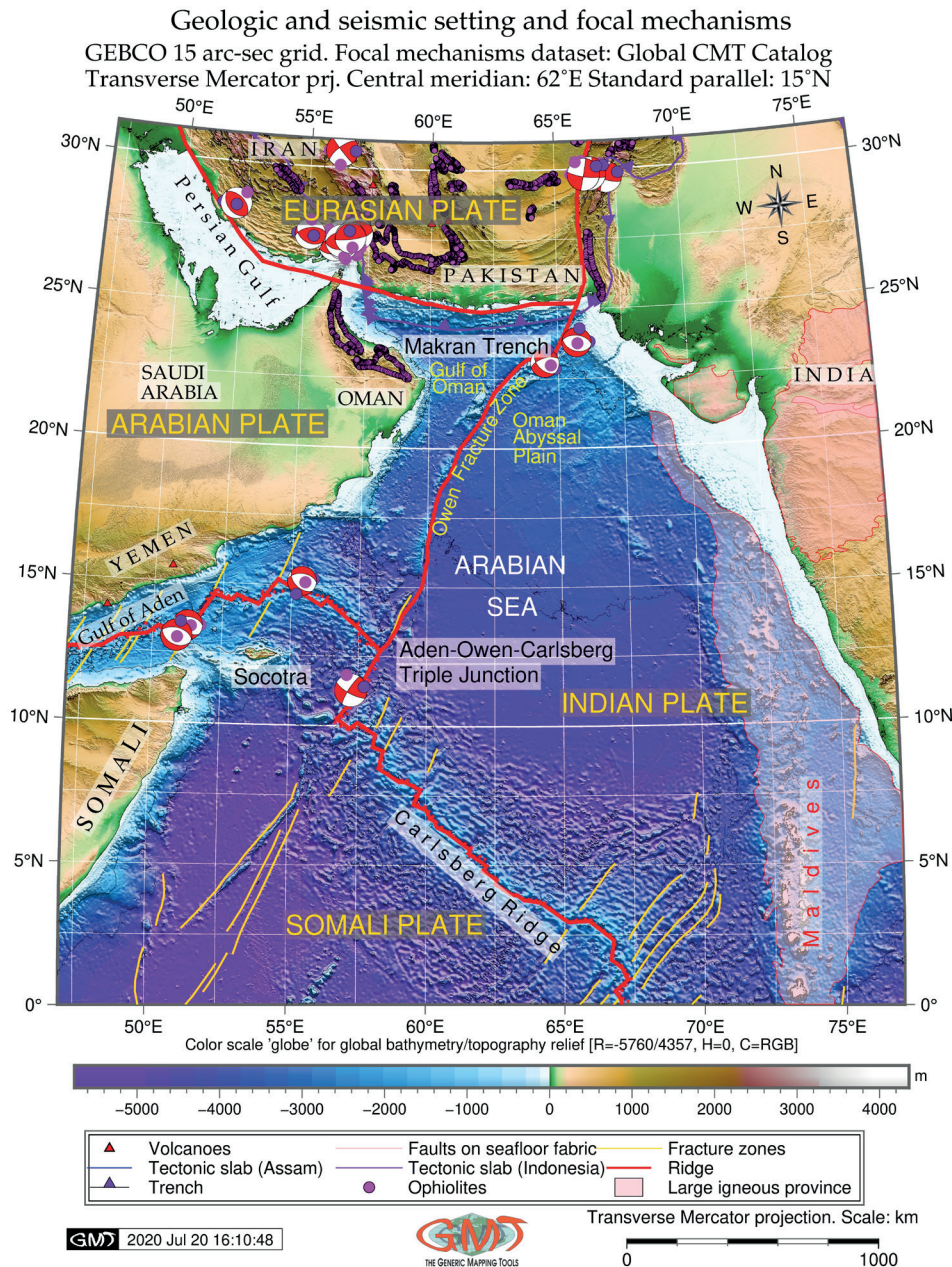 Geologic and seismic setting and focal mechanisms
GEBCO 15 arc-sec grid. Focal mechanisms dataset: Global CMT Catalog
Transverse Mercator prj. Central meridian: 62˚E Standard parallel: 15˚N
50°E
55°E
60°E
65°E
70°E
75°E
30°N
30°N
IRAN
N
W
E
S
EURASIAN PLATE
Persian Gulf
PAKISTAN
25°N
25°N
Makran Trench
Gulf of
Oman
INDIA
SAUDI
ARABIA
OMAN
ARABIAN PLATE
Oman
Abyssal
Plain
Owen Fracture Zone
20°N
20°N
YEMEN
ARABIAN
SEA
15°N
15°N
Gulf of Aden
Aden-Owen-Carlsberg
Triple Junction
Socotra
INDIAN PLATE
10°N
10°N
SOMALI
Carlsberg Ridge
Maldives
5°N
5°N
SOMALI PLATE
0°
0°
50°E
55°E
60°E
65°E
70°E
75°E
Color scale 'globe' for global bathymetry/topography relief [R=-5760/4357, H=0, C=RGB]
m
−5000 −4000 −3000 −2000 −1000 0 1000 2000 3000 4000
Volcanoes Faults on seafloor fabric Fracture zones
Tectonic slab (Assam) Tectonic slab (Indonesia) Ridge
Trench Ophiolites Large igneous province
GMT 2020 Jul 20 16:10:48
GMT
THE GENERIC MAPPING TOOLS
Transverse Mercator projection. Scale: km
0 1000